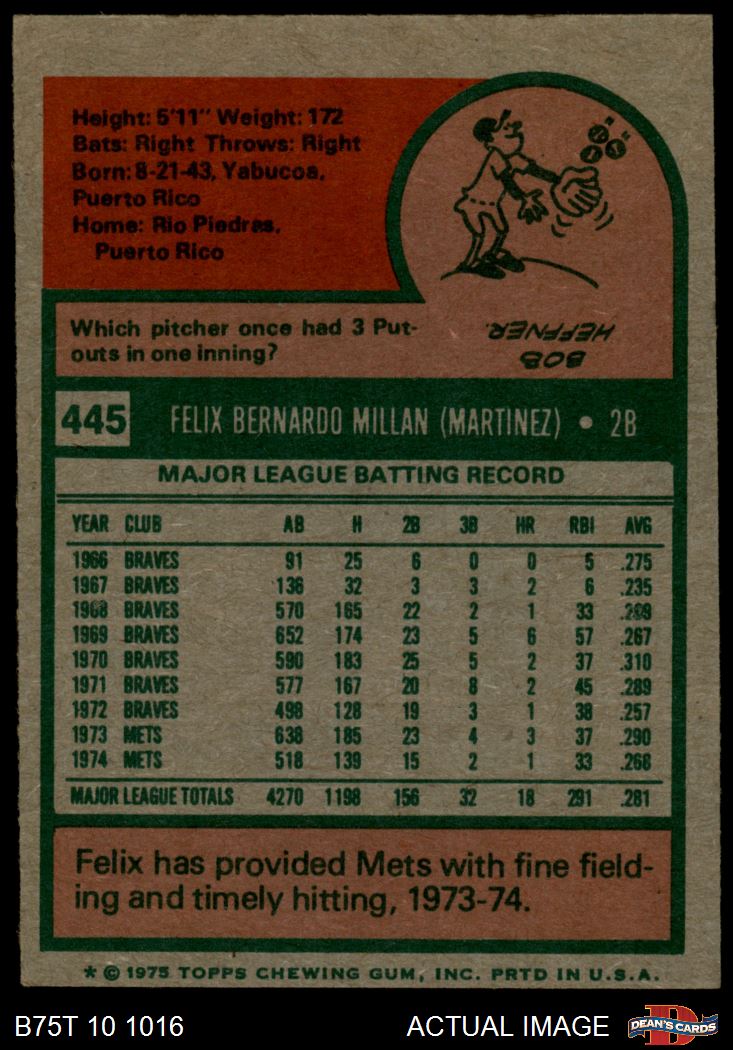 Height: 5'11" Weight: 172
Bats: Right Throws: Right
Born: 8-21-43, Yabucoa,
Puerto Rico
Home: Rio Piedras,
Puerto Rico
Which pitcher once had 3 Put-
outs in one inning?
BOB
HEFFNER.
445 FELIX BERNARDO MILLAN (MARTINEZ) • 2B
MAJOR LEAGUE BATTING RECORD
YEAR CLUB AB H 2B 3B HR RBI AVG
1966 BRAVES 91 25 6 0 0 5 .275
1967 BRAVES 136 32 3 3 2 6 .235
1968 BRAVES 570 165 22 2 1 33 .289
1969 BRAVES 652 174 23 5 6 57 .267
1970 BRAVES 590 183 25 5 2 37 .310
1971 BRAVES 577 167 20 8 2 45 .289
1972 BRAVES 498 128 19 3 1 38 .257
1973 METS 638 185 23 4 3 37 .290
1974 METS 518 139 15 2 1 33 .268
MAJOR LEAGUE TOTALS 4270 1198 156 32 18 291 .281
Felix has provided Mets with fine field-
ing and timely hitting, 1973-74.
* © 1975 TOPPS CHEWING GUM, INC. PRTD IN U.S.A.
B75T 10 1016 ACTUAL IMAGE DEAN'S CARDS